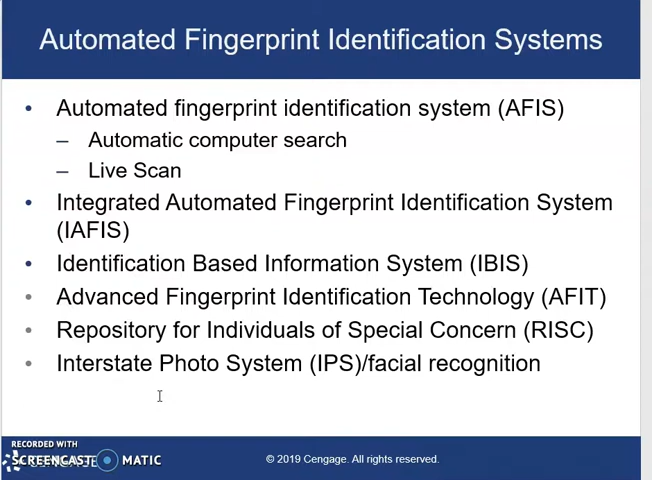 Automated Fingerprint Identification Systems
• Automated fingerprint identification system (AFIS)
– Automatic computer search
– Live Scan
• Integrated Automated Fingerprint Identification System
(IAFIS)
• Identification Based Information System (IBIS)
• Advanced Fingerprint Identification Technology (AFIT)
• Repository for Individuals of Special Concern (RISC)
• Interstate Photo System (IPS)/facial recognition
RECORDED WITH
SCREENCAST MATIC
© 2019 Cengage. All rights reserved.